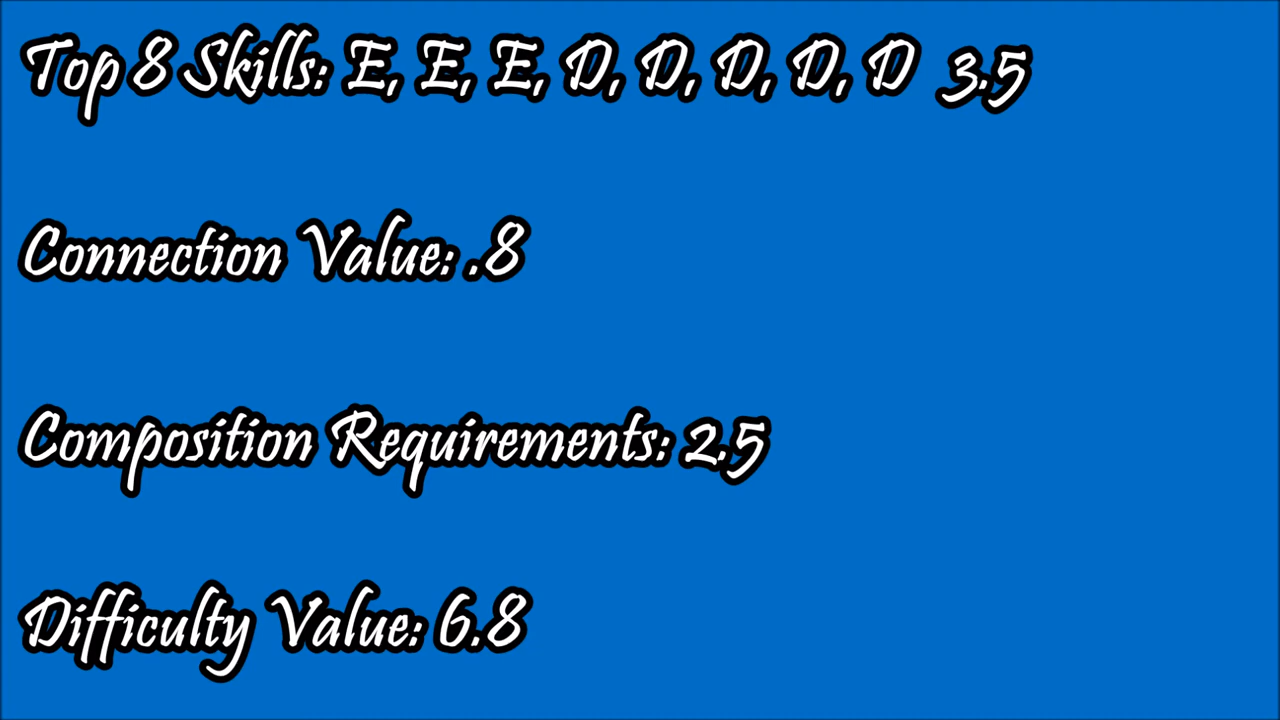 Top 8 Skills: E, E, E, D, D, D, D, D 3.5
Connection Value: .8
Composition Requirements: 2.5
Difficulty Value: 6.8